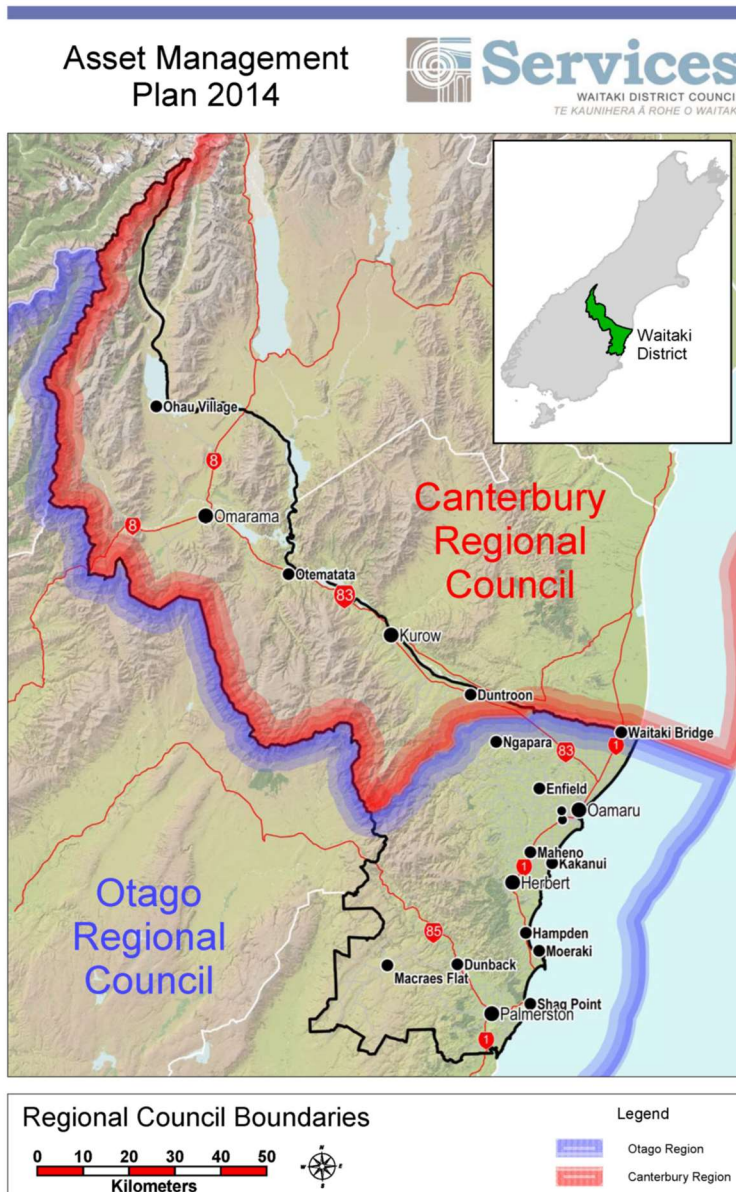 Asset Management
Plan 2014
Services
WAITAKI DISTRICT COUNCIL
TE KAUNIHERA Ā ROHE O WAITAKI
Waitaki
District
Ohau Village
8
Canterbury
Regional
Council
8
Omarama
Otematata
83
Kurow
Duntroon
Waitaki Bridge
Ngapara
83
1
Enfield
Oamaru
Maheno
Kakanui
1
Herbert
Otago
Regional
Council
85
Hampden
Moeraki
Dunback
Macraes Flat
Shag Point
Palmerston
1
Regional Council Boundaries
0 10 20 30 40 50
Kilometers
N
W E
S
Legend
Otago Region
Canterbury Region